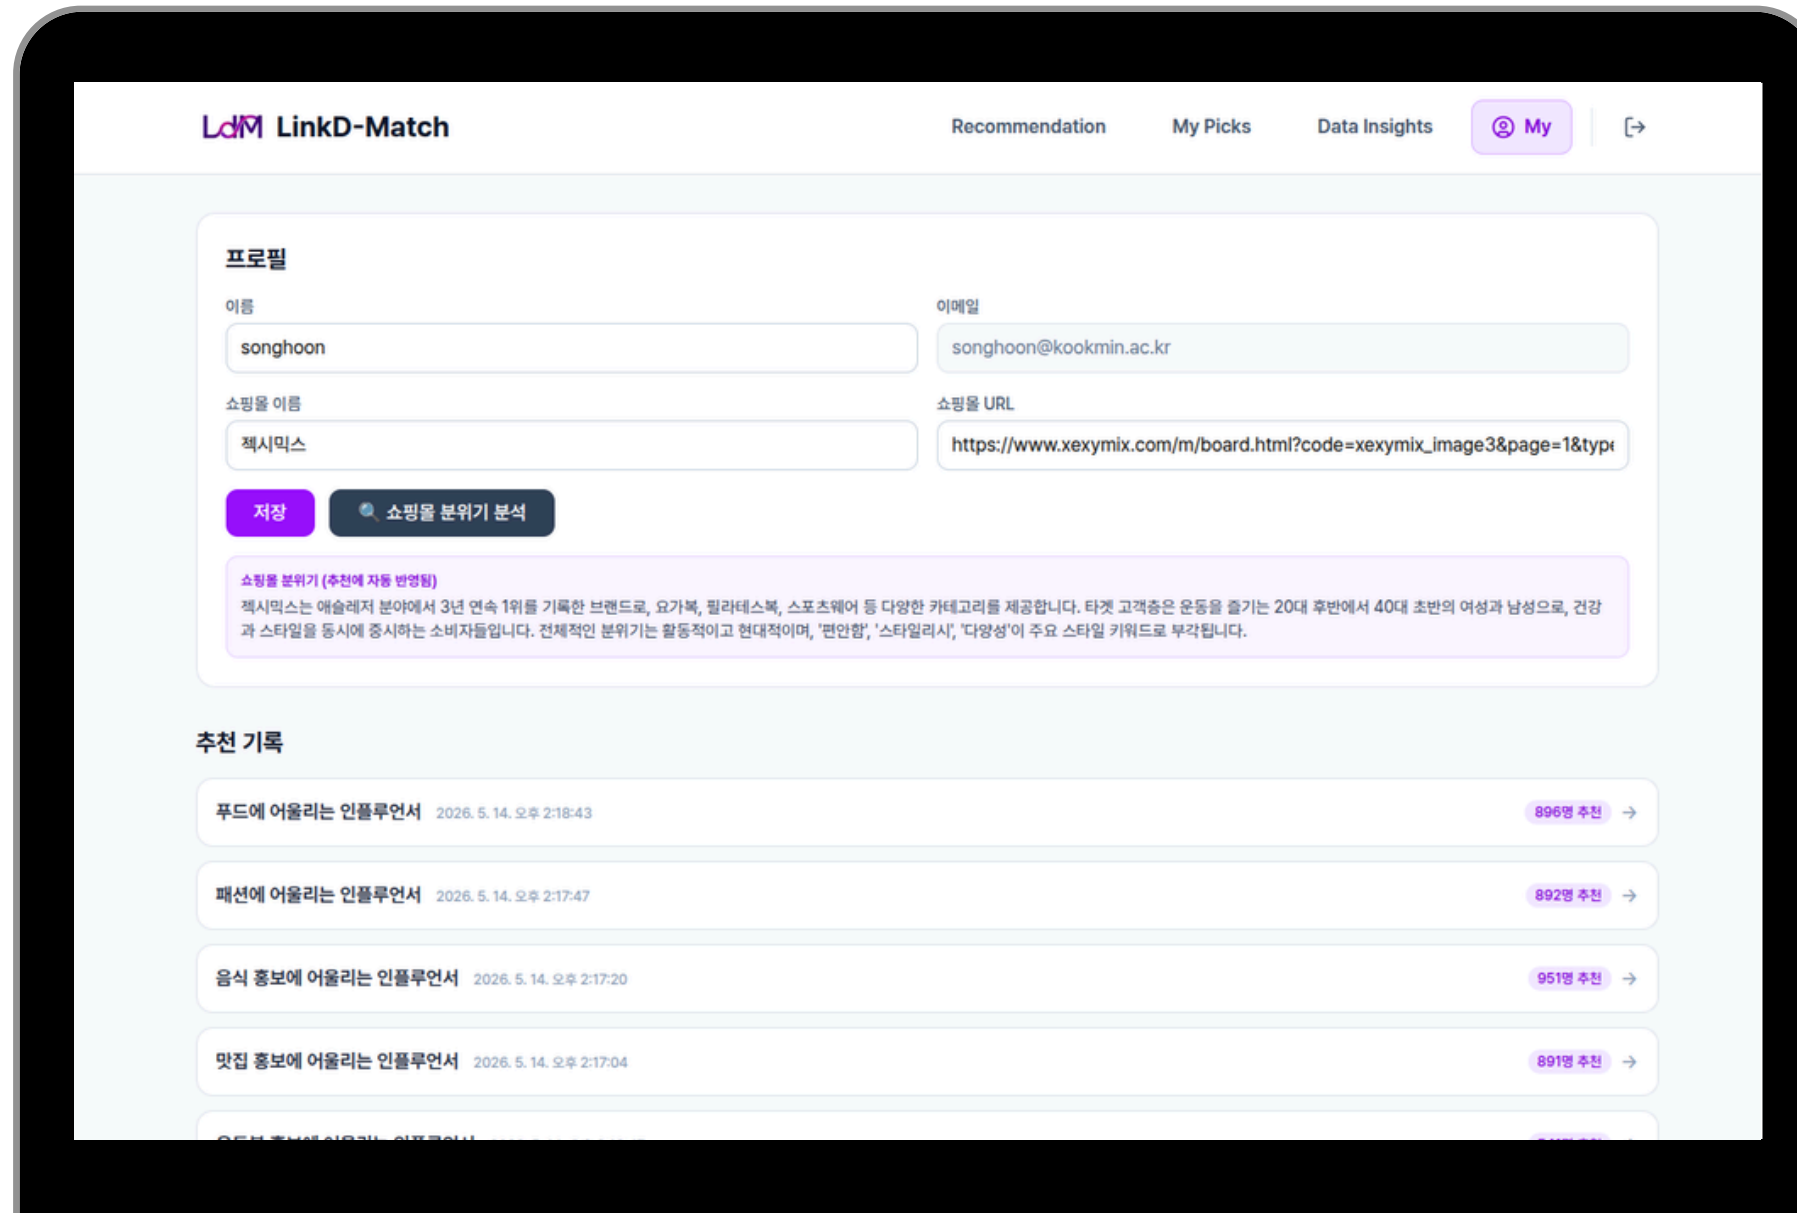 LdM LinkD-Match
Recommendation
My Picks
Data Insights
My
프로필
이름
이메일
songhoon
songhoon@kookmin.ac.kr
쇼핑몰 이름
쇼핑몰 URL
젝시믹스
https://www.xexymix.com/m/board.html?code=xexymix_image3&page=1&type
저장
쇼핑몰 분위기 분석
쇼핑몰 분위기 (추천에 자동 반영됨)
젝시믹스는 애슬레저 분야에서 3년 연속 1위를 기록한 브랜드로, 요가복, 필라테스복, 스포츠웨어 등 다양한 카테고리를 제공합니다. 타겟 고객층은 운동을 즐기는 20대 후반에서 40대 초반의 여성과 남성으로, 건강
과 스타일을 동시에 중시하는 소비자들입니다. 전체적인 분위기는 활동적이고 현대적이며, '편안함', '스타일리시', '다양성'이 주요 스타일 키워드로 부각됩니다.
추천 기록
푸드에 어울리는 인플루언서 2026. 5. 14. 오후 2:18:43 896명 추천
패션에 어울리는 인플루언서 2026. 5. 14. 오후 2:17:47 892명 추천
음식 홍보에 어울리는 인플루언서 2026. 5. 14. 오후 2:17:20 951명 추천
맛집 홍보에 어울리는 인플루언서 2026. 5. 14. 오후 2:17:04 891명 추천